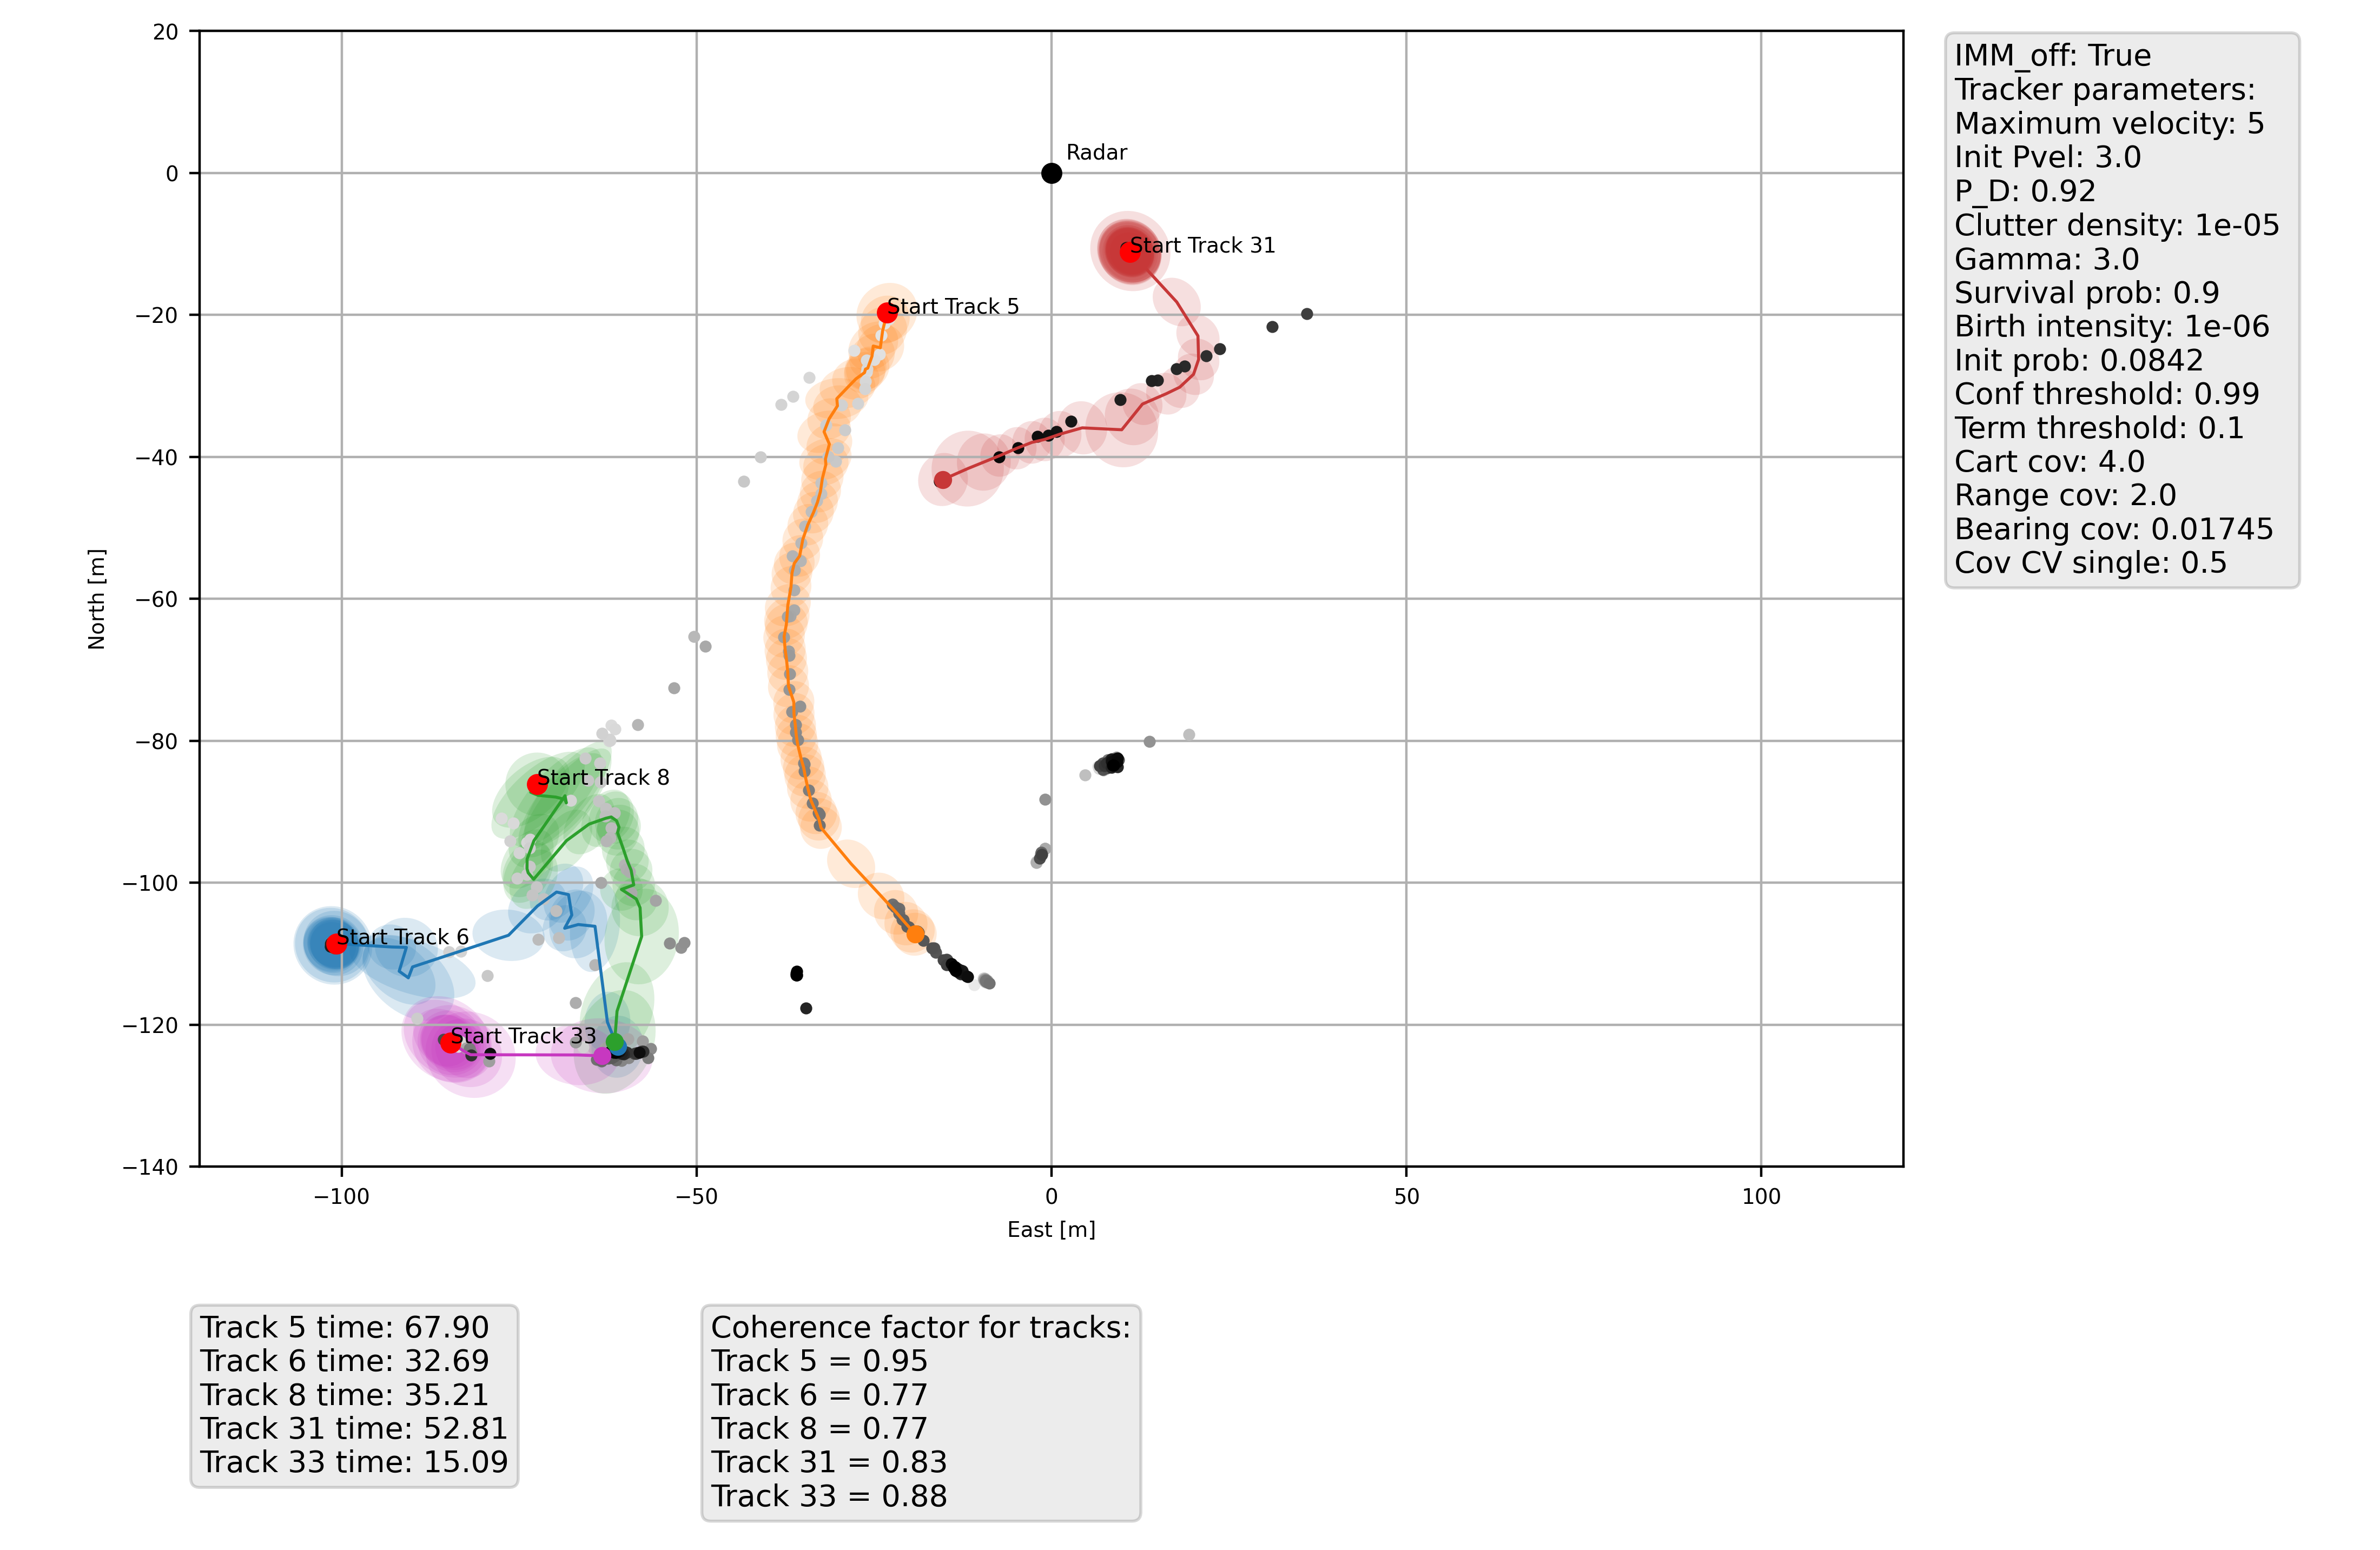 20
0
−20
−40
−60
−80
−100
−120
−140
North [m]
−100
−50
0
50
100
East [m]
Radar
Start Track 31
Start Track 5
Start Track 8
Start Track 6
Start Track 33
IMM_off: True
Tracker parameters:
Maximum velocity: 5
Init Pvel: 3.0
P_D: 0.92
Clutter density: 1e-05
Gamma: 3.0
Survival prob: 0.9
Birth intensity: 1e-06
Init prob: 0.0842
Conf threshold: 0.99
Term threshold: 0.1
Cart cov: 4.0
Range cov: 2.0
Bearing cov: 0.01745
Cov CV single: 0.5
Track 5 time: 67.90
Track 6 time: 32.69
Track 8 time: 35.21
Track 31 time: 52.81
Track 33 time: 15.09
Coherence factor for tracks:
Track 5 = 0.95
Track 6 = 0.77
Track 8 = 0.77
Track 31 = 0.83
Track 33 = 0.88